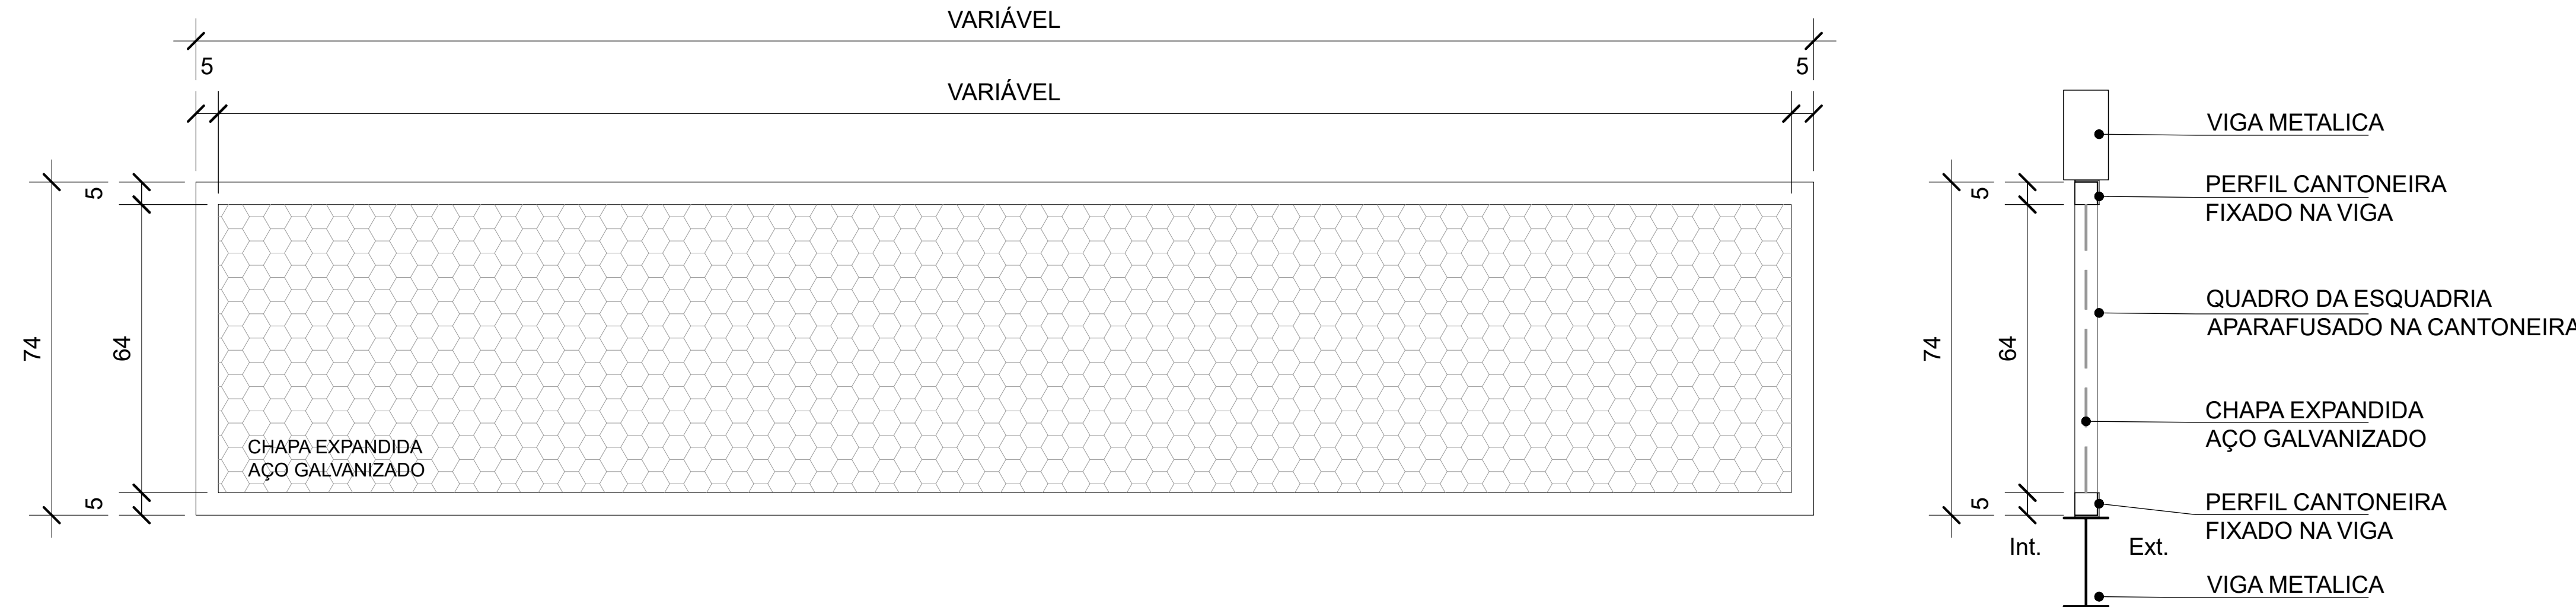 VARIÁVEL
5
5
VARIÁVEL
5
74
64
5
CHAPA EXPANDIDA
AÇO GALVANIZADO
5
74
64
5
Int.
Ext.
VIGA METALICA
PERFIL CANTONEIRA
FIXADO NA VIGA
QUADRO DA ESQUADRIA
APARAFUSADO NA CANTONEIRA
CHAPA EXPANDIDA
AÇO GALVANIZADO
PERFIL CANTONEIRA
FIXADO NA VIGA
VIGA METALICA